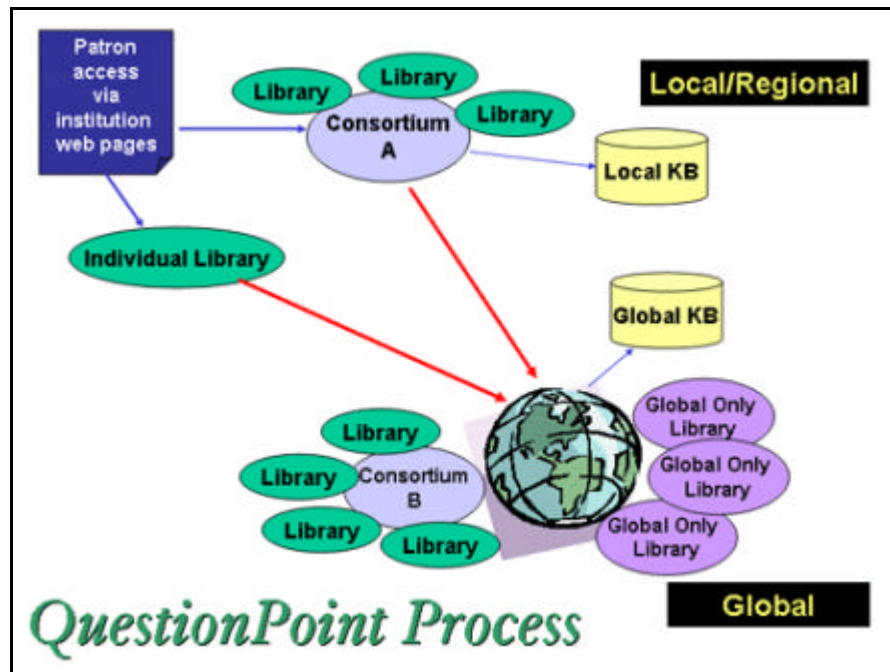 Patron
access
via
institution
web pages
Library
Library
Library
Consortium
A
Local/Regional
Local KB
Individual Library
Global KB
Library
Library
Consortium
B
Library
Library
Global Only
Library
Global Only
Library
Global Only
Library
Global
QuestionPoint Process